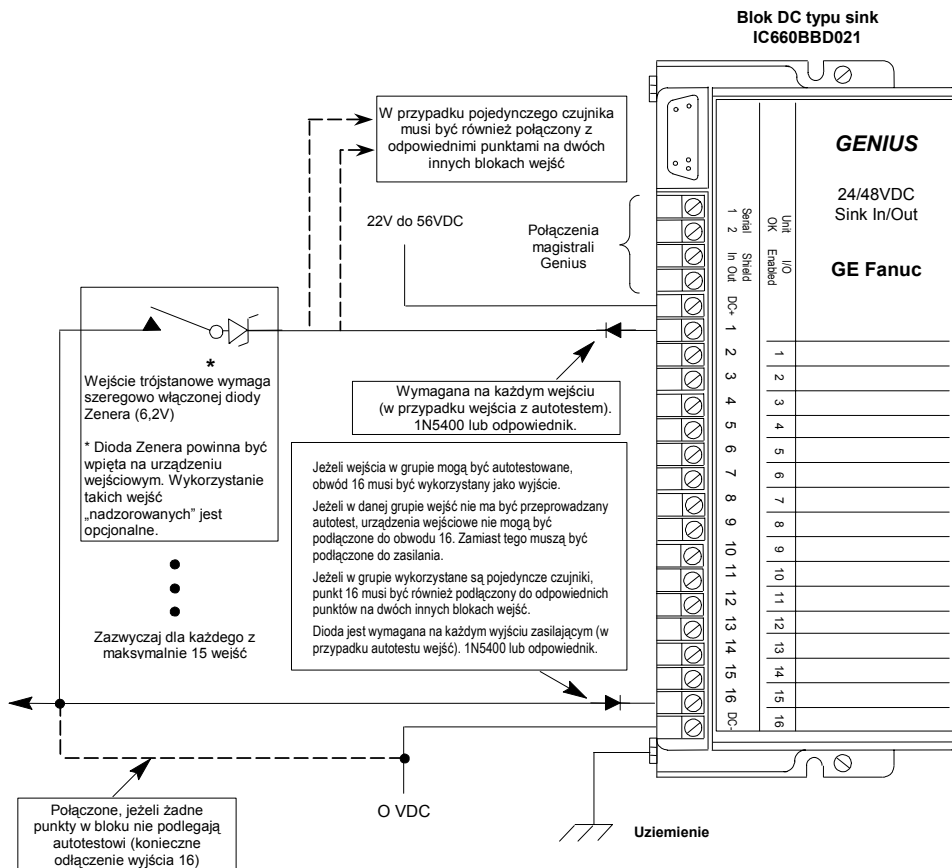 Blok DC typu sink
IC660BBD021
W przypadku pojedynczego czujnika
musi być również połączony z
odpowiednimi punktami na dwóch
innych blokach wejść
22V do 56VDC
Połączenia
magistrali
Genius
GENIUS
24/48VDC
Sink In/Out
GE Fanuc
Serial
1 2
Shield
In Out
DC+
1
2
3
4
5
6
7
8
9
10
11
12
13
14
15
16
DC-
Unit
OK
I/O
Enabled
1
2
3
4
5
6
7
8
9
10
11
12
13
14
15
16
*
Wejście trójstanowe wymaga
szeregowo włączonej diody
Zenera (6,2V)
* Dioda Zenera powinna być
wpięta na urządzeniu
wejściowym. Wykorzystanie
takich wejść
„nadzorowanych” jest
opcjonalne.
Zazwyczaj dla każdego z
maksymalnie 15 wejść
Wymagana na każdym wejściu
(w przypadku wejścia z autotestem).
1N5400 lub odpowiednik.
Jeżeli wejścia w grupie mogą być autotestowane,
obwód 16 musi być wykorzystany jako wyjście.
Jeżeli w danej grupie wejść nie ma być przeprowadzany
autotest, urządzenia wejściowe nie mogą być
podłączone do obwodu 16. Zamiast tego muszą być
podłączone do zasilania.
Jeżeli w grupie wykorzystane są pojedyncze czujniki,
punkt 16 musi być również podłączony do odpowiednich
punktów na dwóch innych blokach wejść.
Dioda jest wymagana na każdym wyjściu zasilającym (w
przypadku autotestu wejść). 1N5400 lub odpowiednik.
O VDC
Uziemienie
Połączone, jeżeli żadne
punkty w bloku nie podlegają
autotestowi (konieczne
odłączenie wyjścia 16)